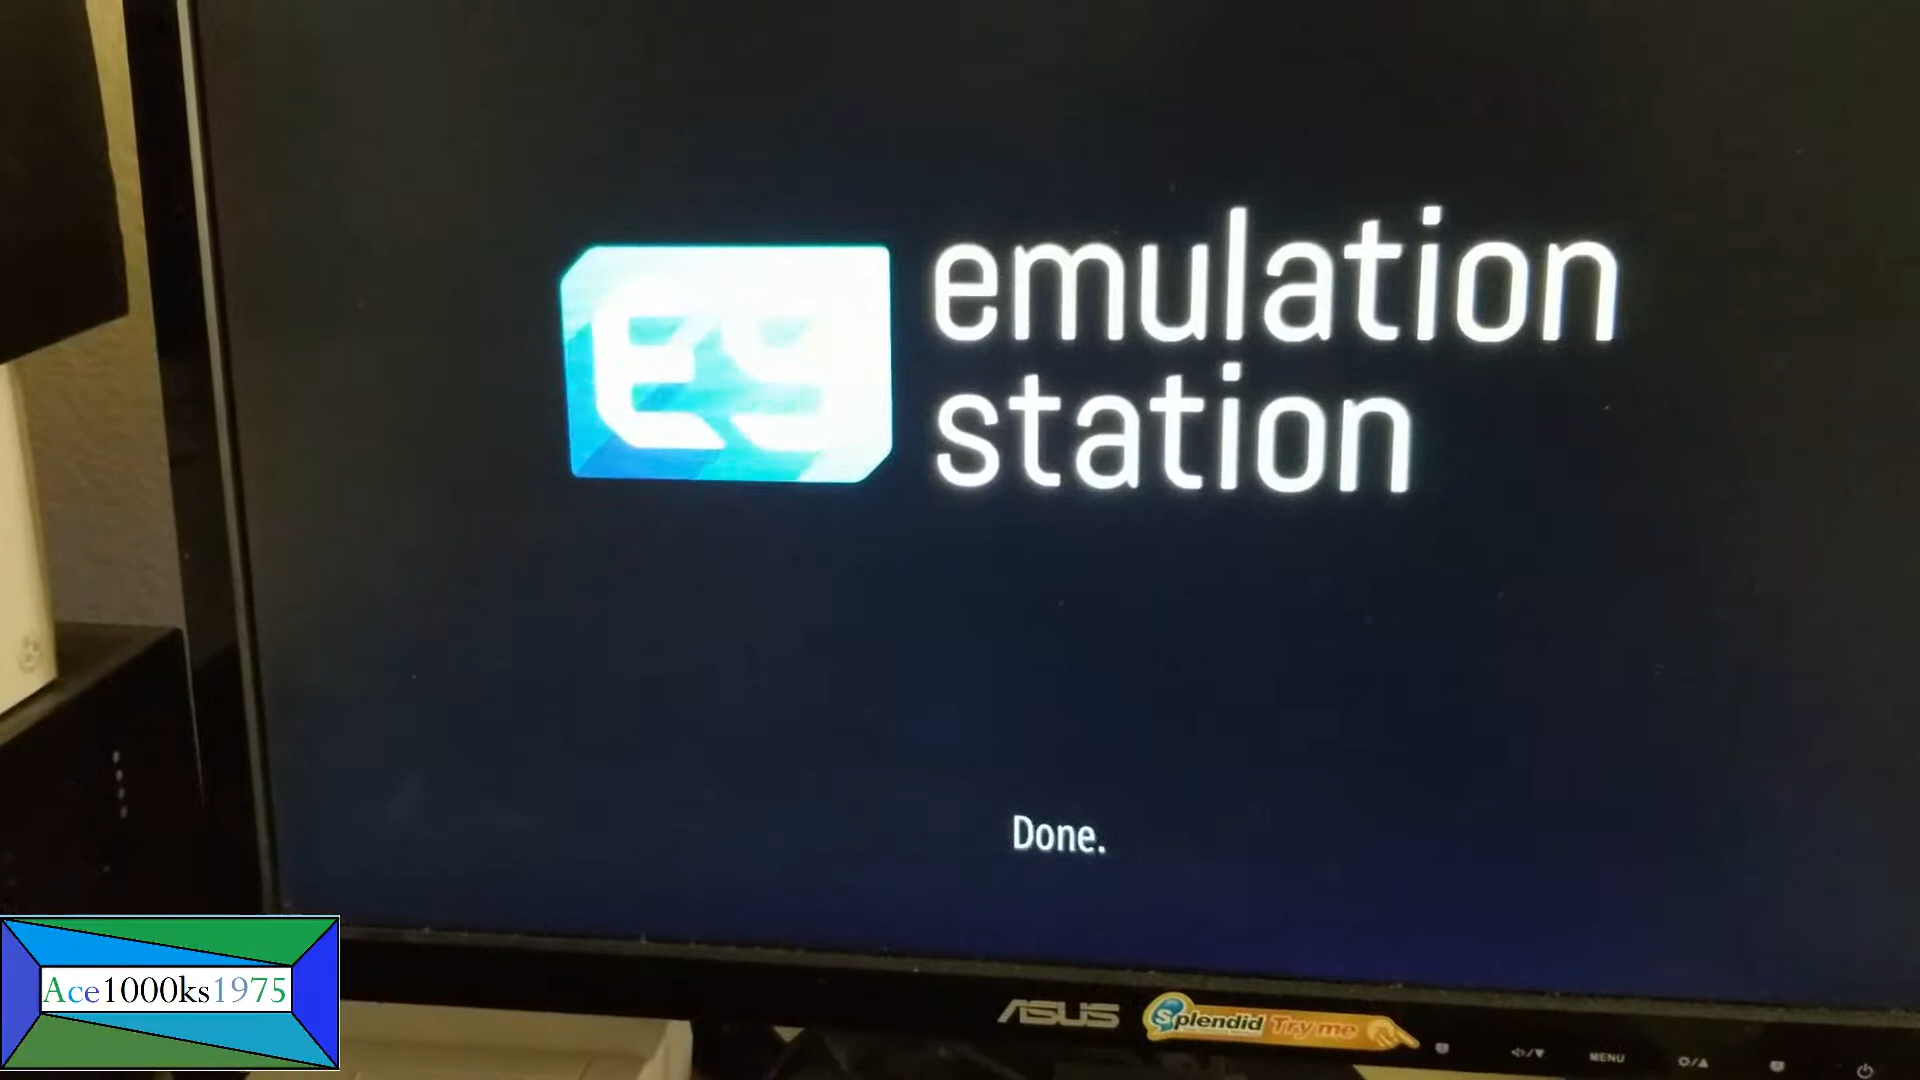 ES
emulation
station
Done.
Ace1000ks1975
ASUS
Splendid Try me
MENU